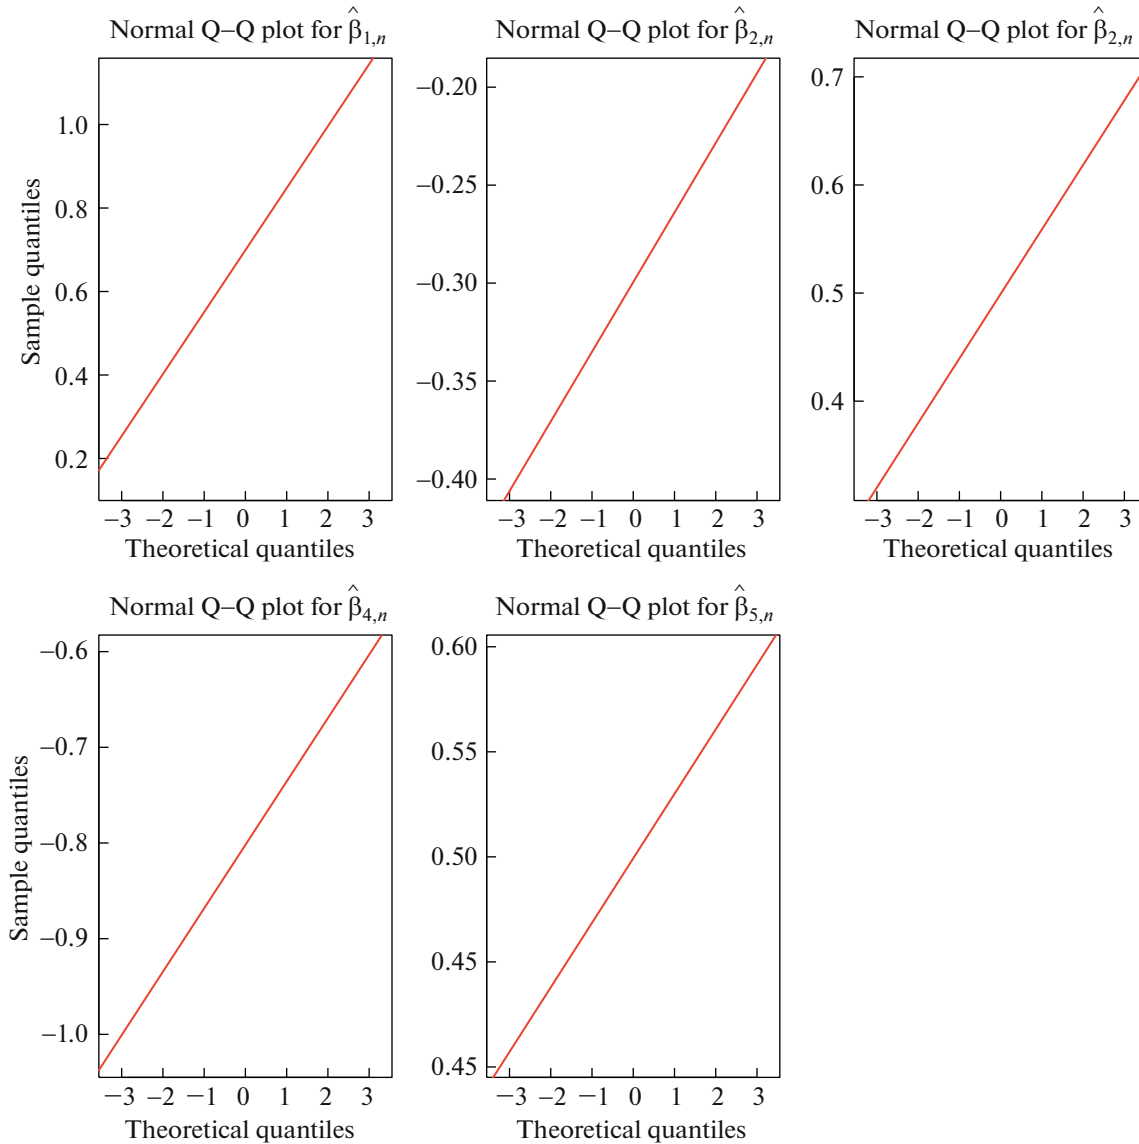 Normal Q–Q plot for β̂1,n
Normal Q–Q plot for β̂2,n
Normal Q–Q plot for β̂2,n
Sample quantiles
1.0
0.8
0.6
0.4
0.2
–3 –2 –1 0 1 2 3
Theoretical quantiles
–0.20
–0.25
–0.30
–0.35
–0.40
–3 –2 –1 0 1 2 3
Theoretical quantiles
0.7
0.6
0.5
0.4
–3 –2 –1 0 1 2 3
Theoretical quantiles
Normal Q–Q plot for β̂4,n
Normal Q–Q plot for β̂5,n
Sample quantiles
–0.6
–0.7
–0.8
–0.9
–1.0
–3 –2 –1 0 1 2 3
Theoretical quantiles
0.60
0.55
0.50
0.45
0.45
–3 –2 –1 0 1 2 3
Theoretical quantiles